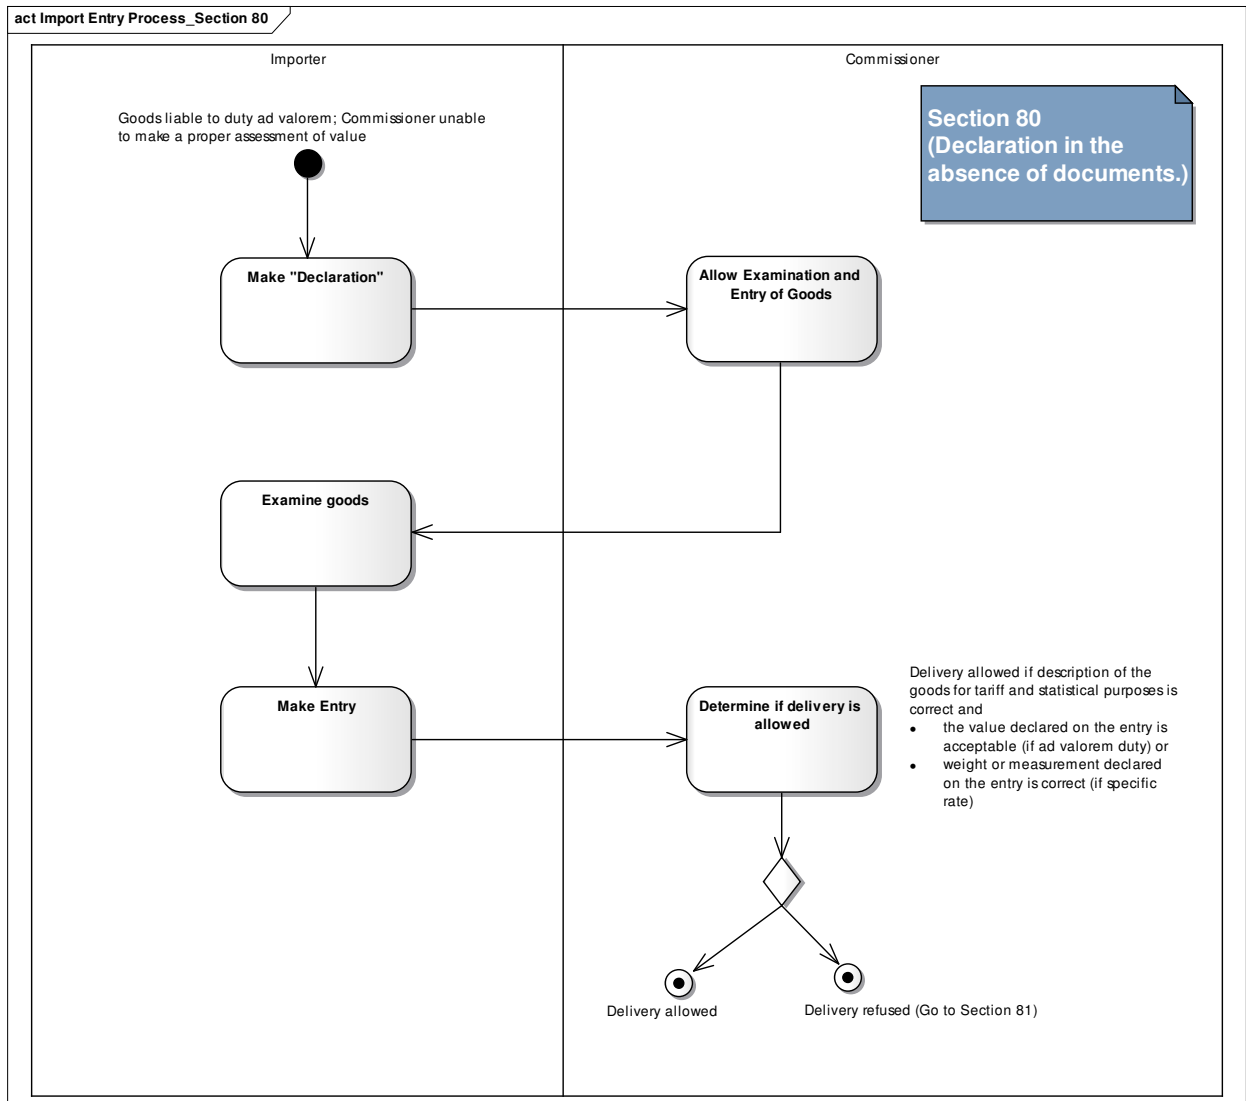 act Import Entry Process_Section 80
Importer
Commissioner
Goods liable to duty ad valorem; Commissioner unable
to make a proper assessment of value
Section 80
(Declaration in the
absence of documents.)
Make "Declaration"
Allow Examination and
Entry of Goods
Examine goods
Make Entry
Determine if delivery is
allowed
Delivery allowed if description of the
goods for tariff and statistical purposes is
correct and
• the value declared on the entry is
acceptable (if ad valorem duty) or
• weight or measurement declared
on the entry is correct (if specific
rate)
Delivery allowed
Delivery refused (Go to Section 81)